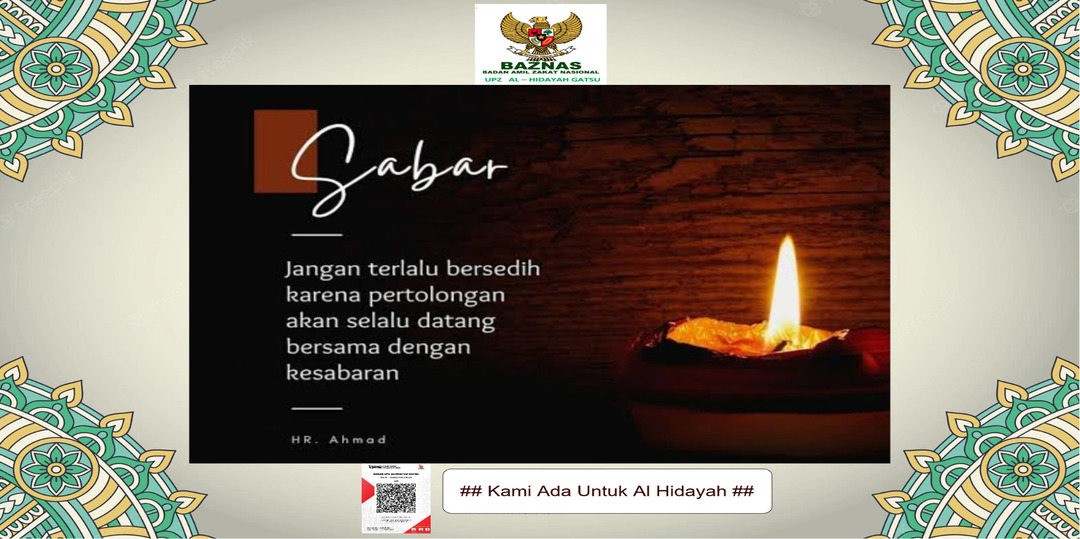 BAZNAS
BADAN AMIL ZAKAT NASIONAL
UPZ AL – HIDAYAH GATSU
Sabar
Jangan terlalu bersedih
karena pertolongan
akan selalu datang
bersama dengan
kesabaran
HR. Ahmad
## Kami Ada Untuk Al Hidayah ##